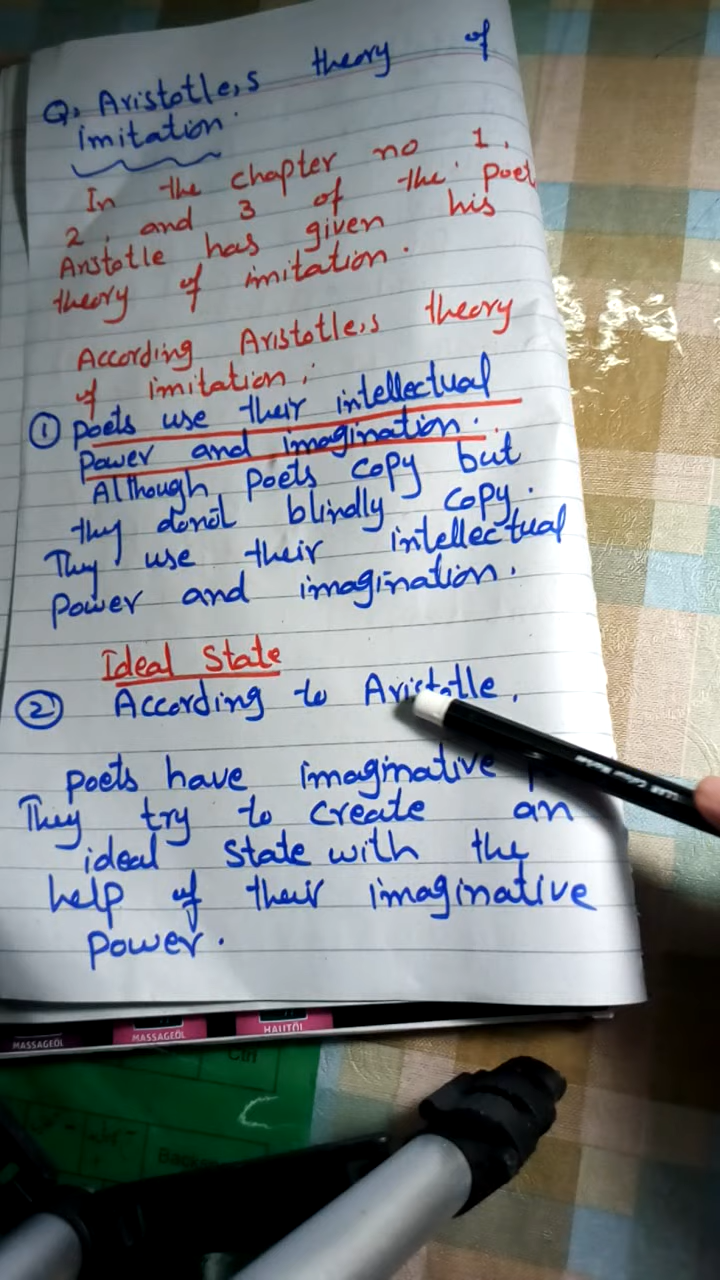 Q. Aristotle,s theory of
imitation.
In the chapter no 1,
2, and 3 of the poet
Aristotle has given his
theory of imitation.
According Aristotle,s theory
of imitation:
① Poets use their intellectual
Power and imagination.
Although Poets copy but
they donot blindly copy.
They use their intellectual
Power and imagination.
Ideal State
② According to Aristotle,
Poets have imaginative
They try to create an
ideal state with the
help of their imaginative
Power.
MASSAGEÖL
MASSAGEÖL
HAUTÖL
Ctrl